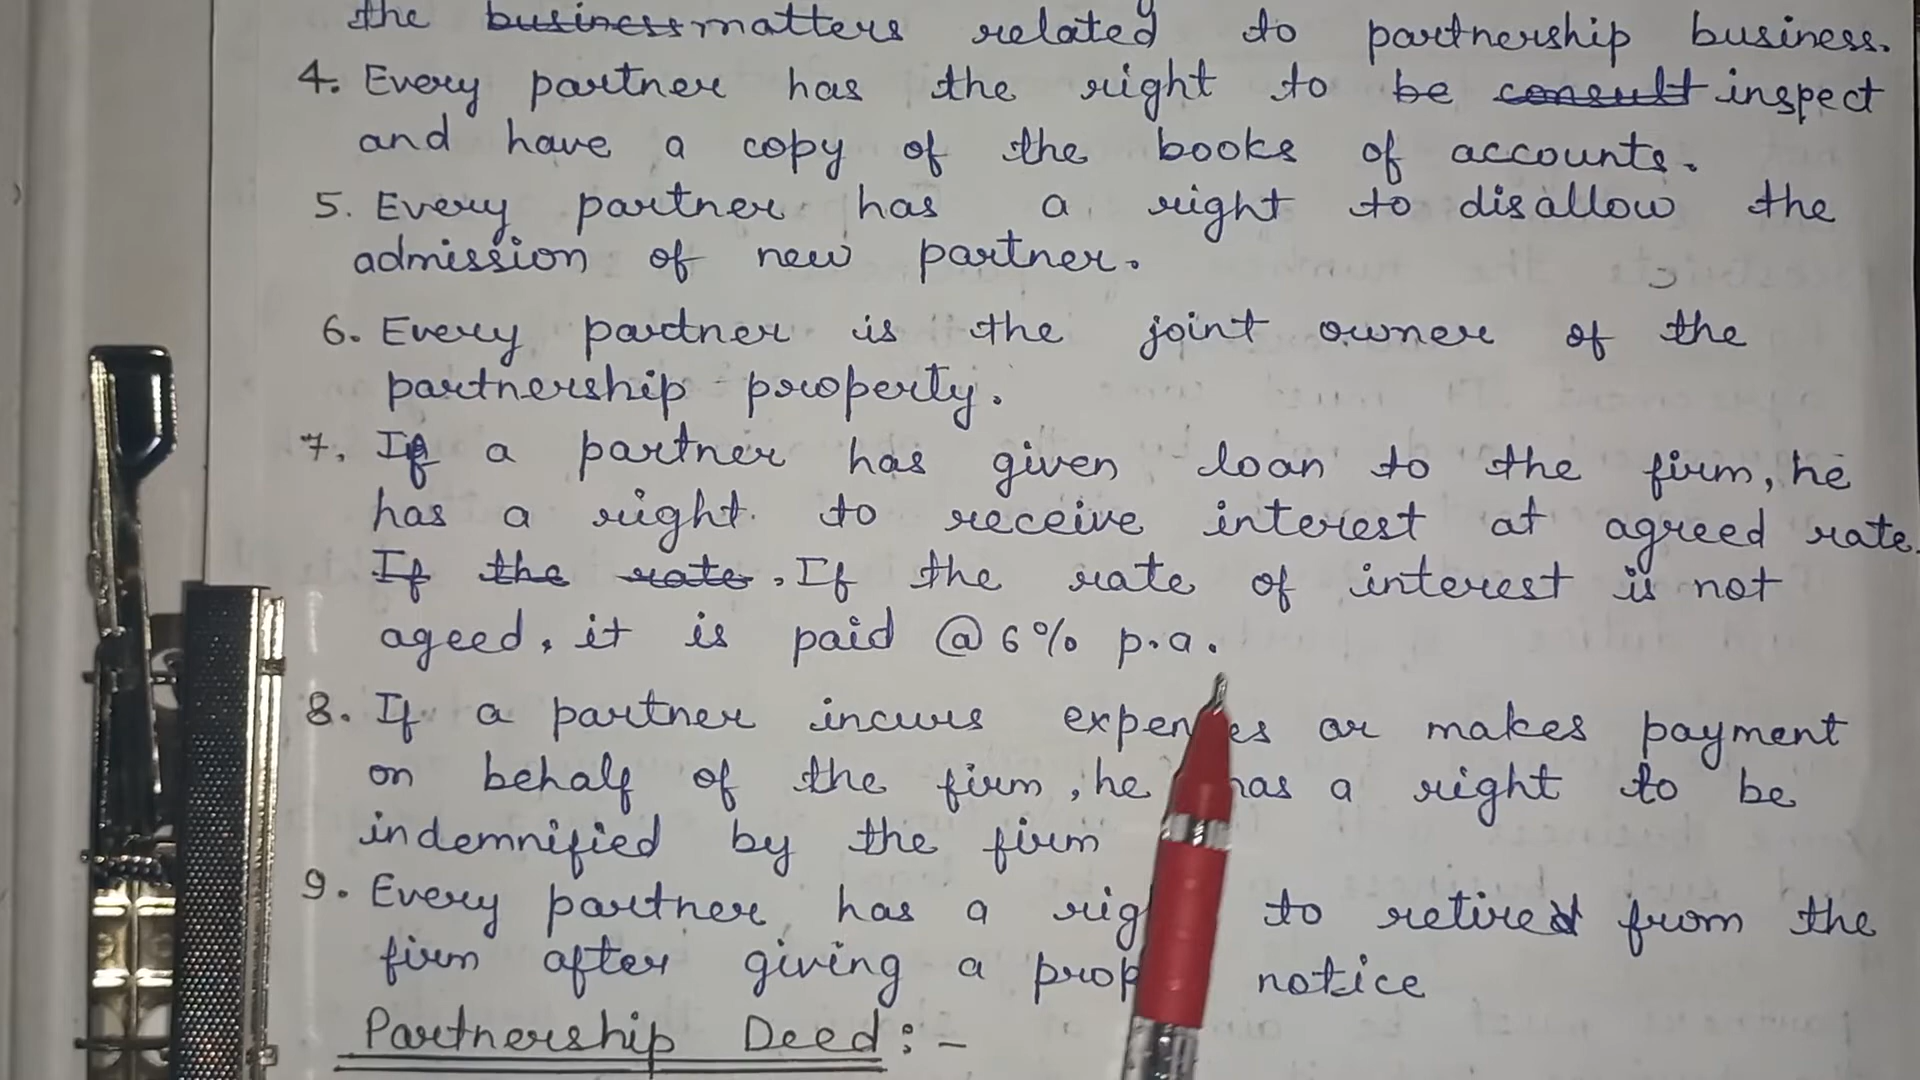 the business matters related to partnership business.
4. Every partner has the right to be consult inspect
and have a copy of the books of accounts.
5. Every partner has a right to disallow the
admission of new partner.
6. Every partner is the joint owner of the
partnership property.
7. If a partner has given loan to the firm, he
has a right to receive interest at agreed rate.
If the rate. If the rate of interest is not
ageed, it is paid @ 6% p.a.
8. If a partner incurs or makes payment
on behalf of the firm, he has a right to be
indemnified by the firm
9. Every partner has a to retired from the
firm after giving a notice
Partnership Deed:-